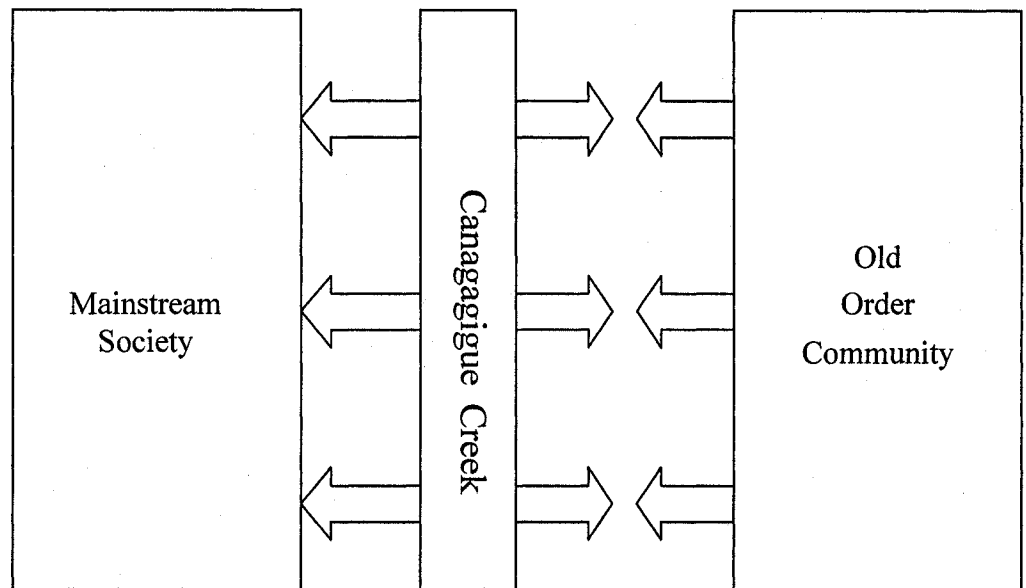 Mainstream
Society
Canagagigue Creek
Old
Order
Community